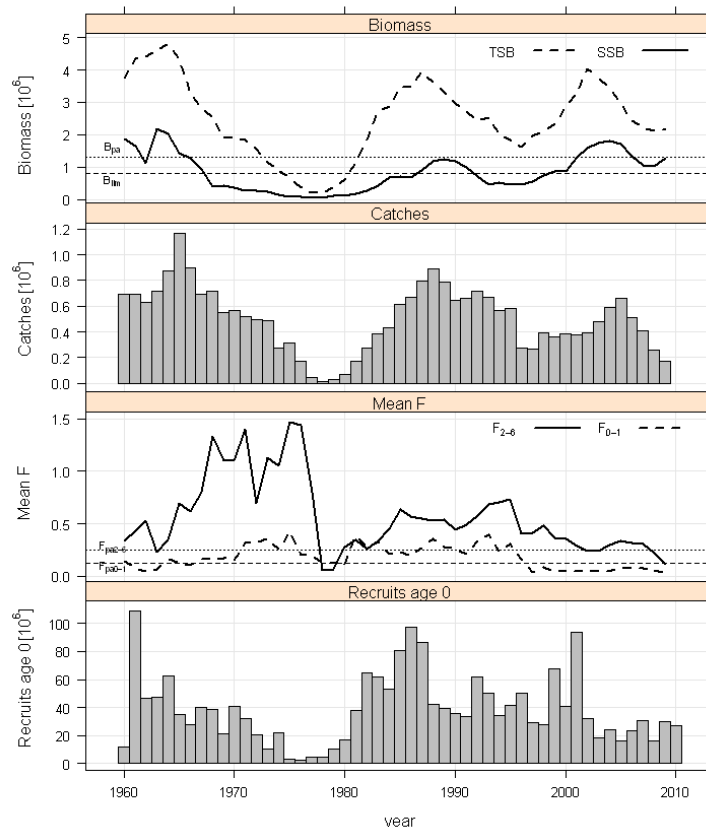 Biomass
Biomass [10⁶]
5
4
3
2
1
0
TSB
SSB
Bpa
Blim
Catches
Catches [10⁶]
1.2
1.0
0.8
0.6
0.4
0.2
0.0
Mean F
Mean F
1.5
1.0
0.5
0.0
F2-6
F0-1
Fpa2-6
Fpa0-1
Recruits age 0
Recruits age 0 [10⁶]
100
80
60
40
20
0
1960 1970 1980 1990 2000 2010
year